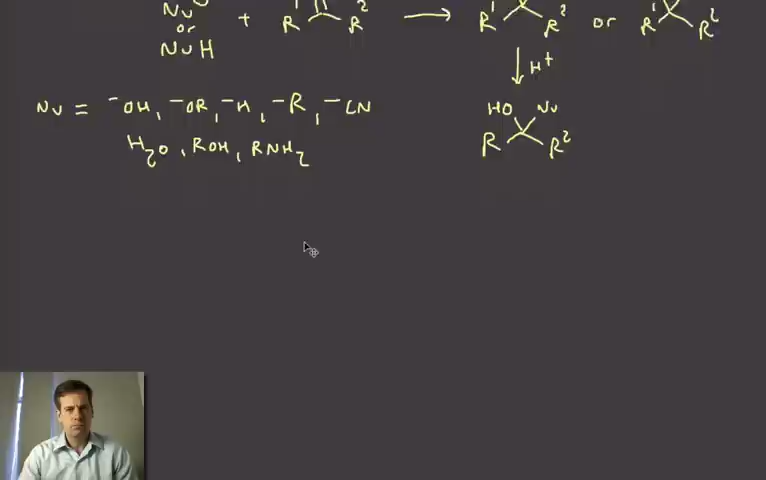 Nu
or
NuH
+ R R² → R¹ R² or R¹ R²
↓ H⁺
Nu = ⁻OH, ⁻OR, ⁻H, ⁻R, ⁻CN
H₂O, ROH, RNH₂
HO Nu
R R²